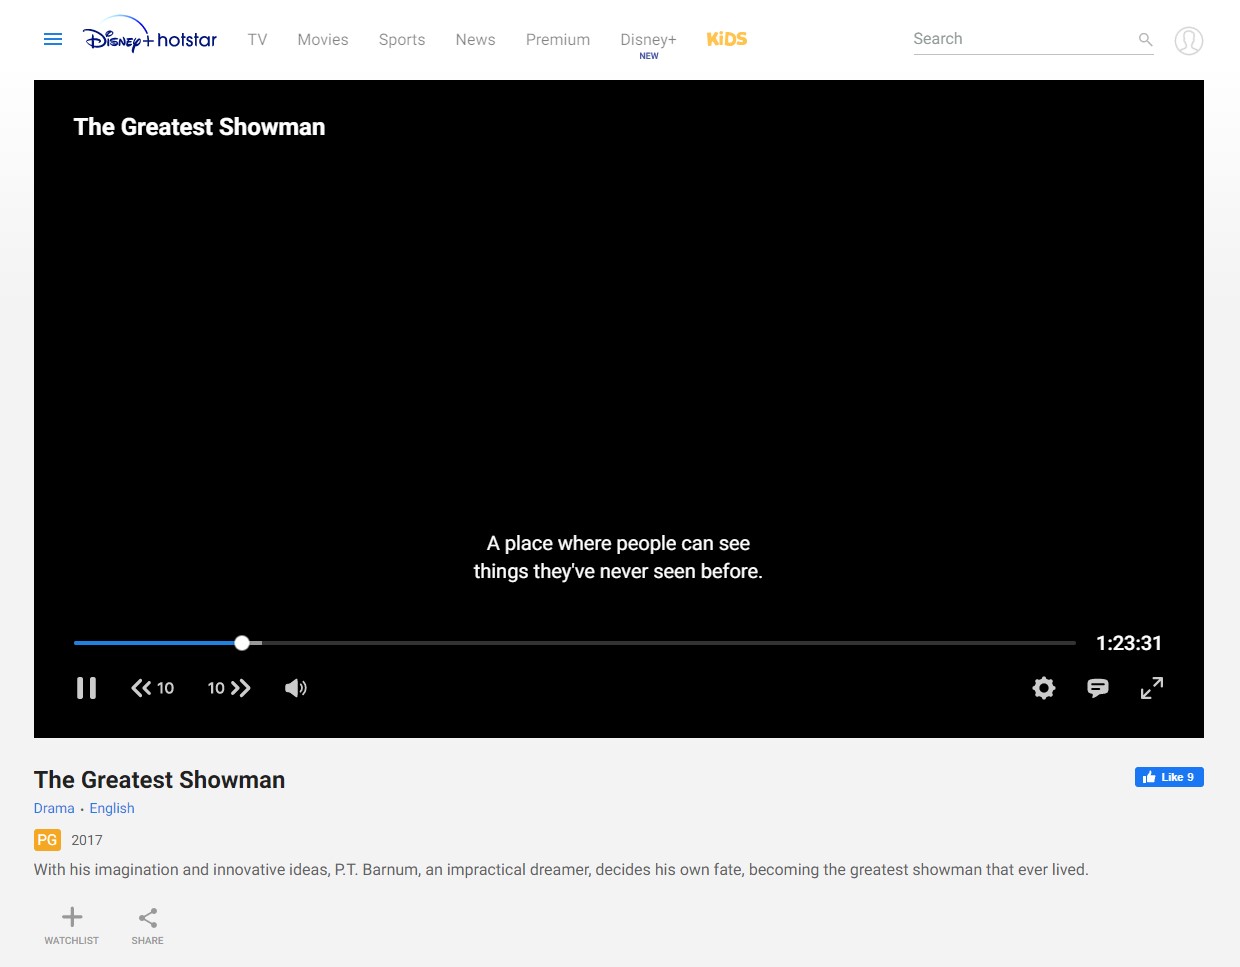 Disney+ hotstar TV Movies Sports News Premium Disney+ KiDS Search
NEW
The Greatest Showman
A place where people can see
things they've never seen before.
1:23:31
10 10
The Greatest Showman
Like 9
Drama • English
PG 2017
With his imagination and innovative ideas, P.T. Barnum, an impractical dreamer, decides his own fate, becoming the greatest showman that ever lived.
WATCHLIST SHARE